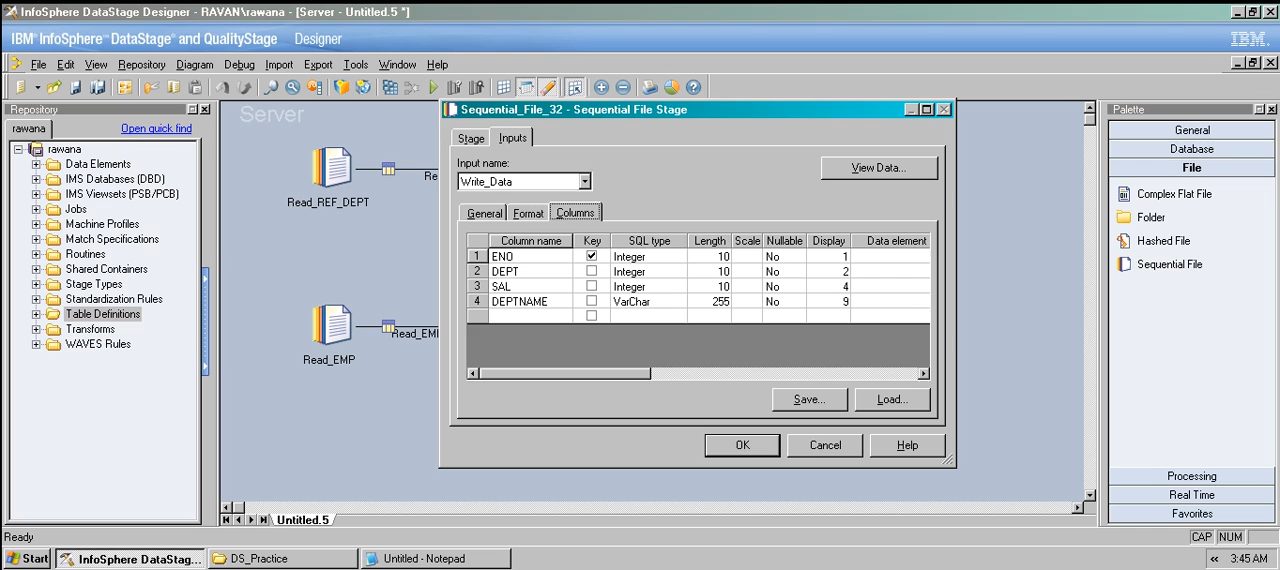 InfoSphere DataStage Designer - RAVAN\rawana - [Server - Untitled.5 *]
IBM® InfoSphere™ DataStage® and QualityStage Designer IBM.
File Edit View Repository Diagram Debug Import Export Tools Window Help
Repository
rawana Open quick find
rawana
Data Elements
IMS Databases (DBD)
IMS Viewsets (PSB/PCB)
Jobs
Machine Profiles
Match Specifications
Routines
Shared Containers
Stage Types
Standardization Rules
Table Definitions
Transforms
WAVES Rules
Server
Read_REF_DEPT
Re
Read_EMP
Read_EMI
Untitled.5
Sequential_File_32 - Sequential File Stage
Stage Inputs
Input name:
Write_Data
View Data...
General Format Columns
Column name Key SQL type Length Scale Nullable Display Data element
1 ENO Integer 10 No 1
2 DEPT Integer 10 No 2
3 SAL Integer 10 No 4
4 DEPTNAME VarChar 255 No 9
Save... Load...
OK Cancel Help
Palette
General
Database
File
Complex Flat File
Folder
Hashed File
Sequential File
Processing
Real Time
Favorites
Ready CAP NUM
Start InfoSphere DataStag... DS_Practice Untitled - Notepad « 3:45 AM